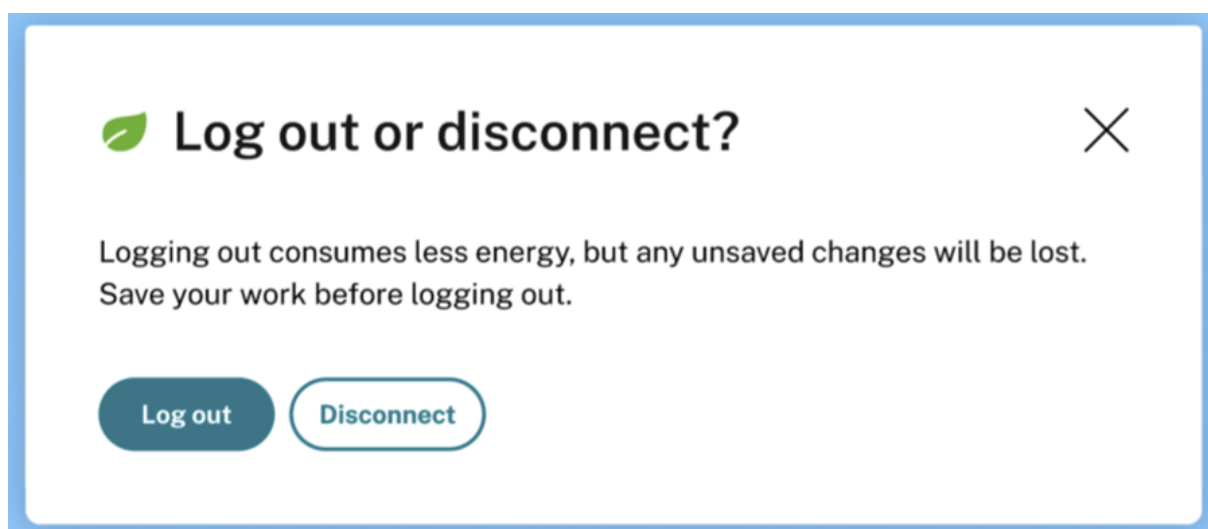 Log out or disconnect?
Logging out consumes less energy, but any unsaved changes will be lost.
Save your work before logging out.
Log out
Disconnect